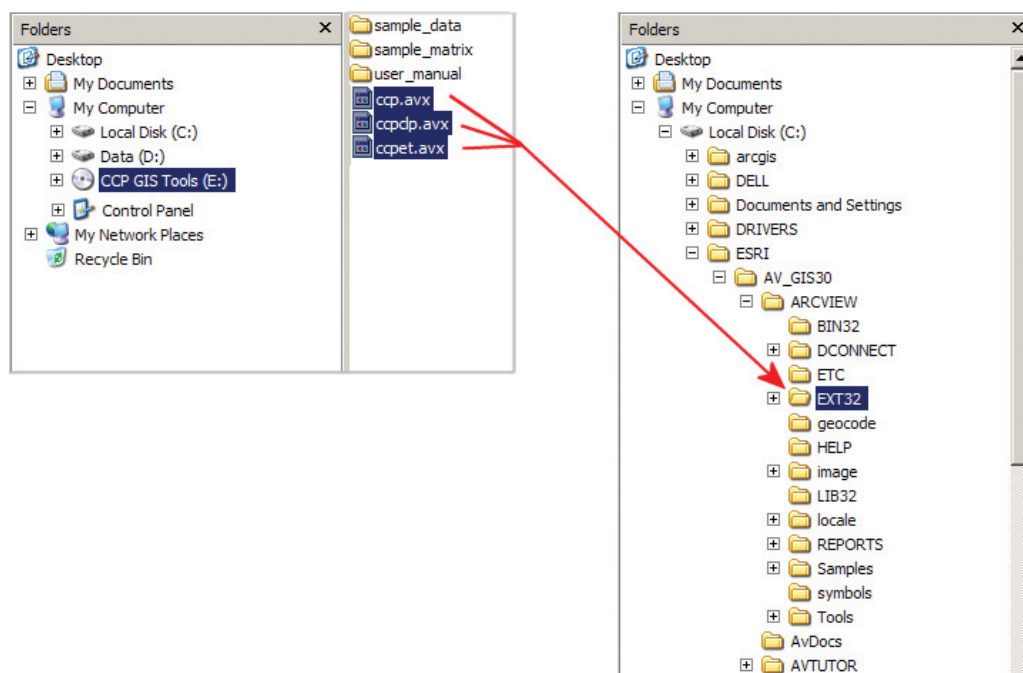 Folders
Desktop
My Documents
My Computer
Local Disk (C:)
Data (D:)
CCP GIS Tools (E:)
Control Panel
My Network Places
Recycle Bin
sample_data
sample_matrix
user_manual
ccp.avx
ccpdp.avx
ccpet.avx
Folders
Desktop
My Documents
My Computer
Local Disk (C:)
arcgis
DELL
Documents and Settings
DRIVERS
ESRI
AV_GIS30
ARCVIEW
BIN32
DCONNECT
ETC
EXT32
geocode
HELP
image
LIB32
locale
REPORTS
Samples
symbols
Tools
AvDocs
AVTUTOR